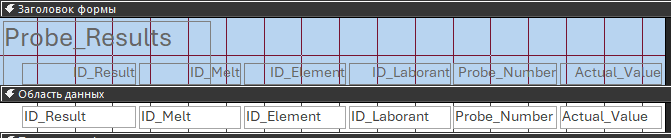 Заголовок формы
Probe_Results
ID_Result ID_Melt ID_Element ID_Laborant Probe_Number Actual_Value
Область данных
ID_Result ID_Melt ID_Element ID_Laborant Probe_Number Actual_Value